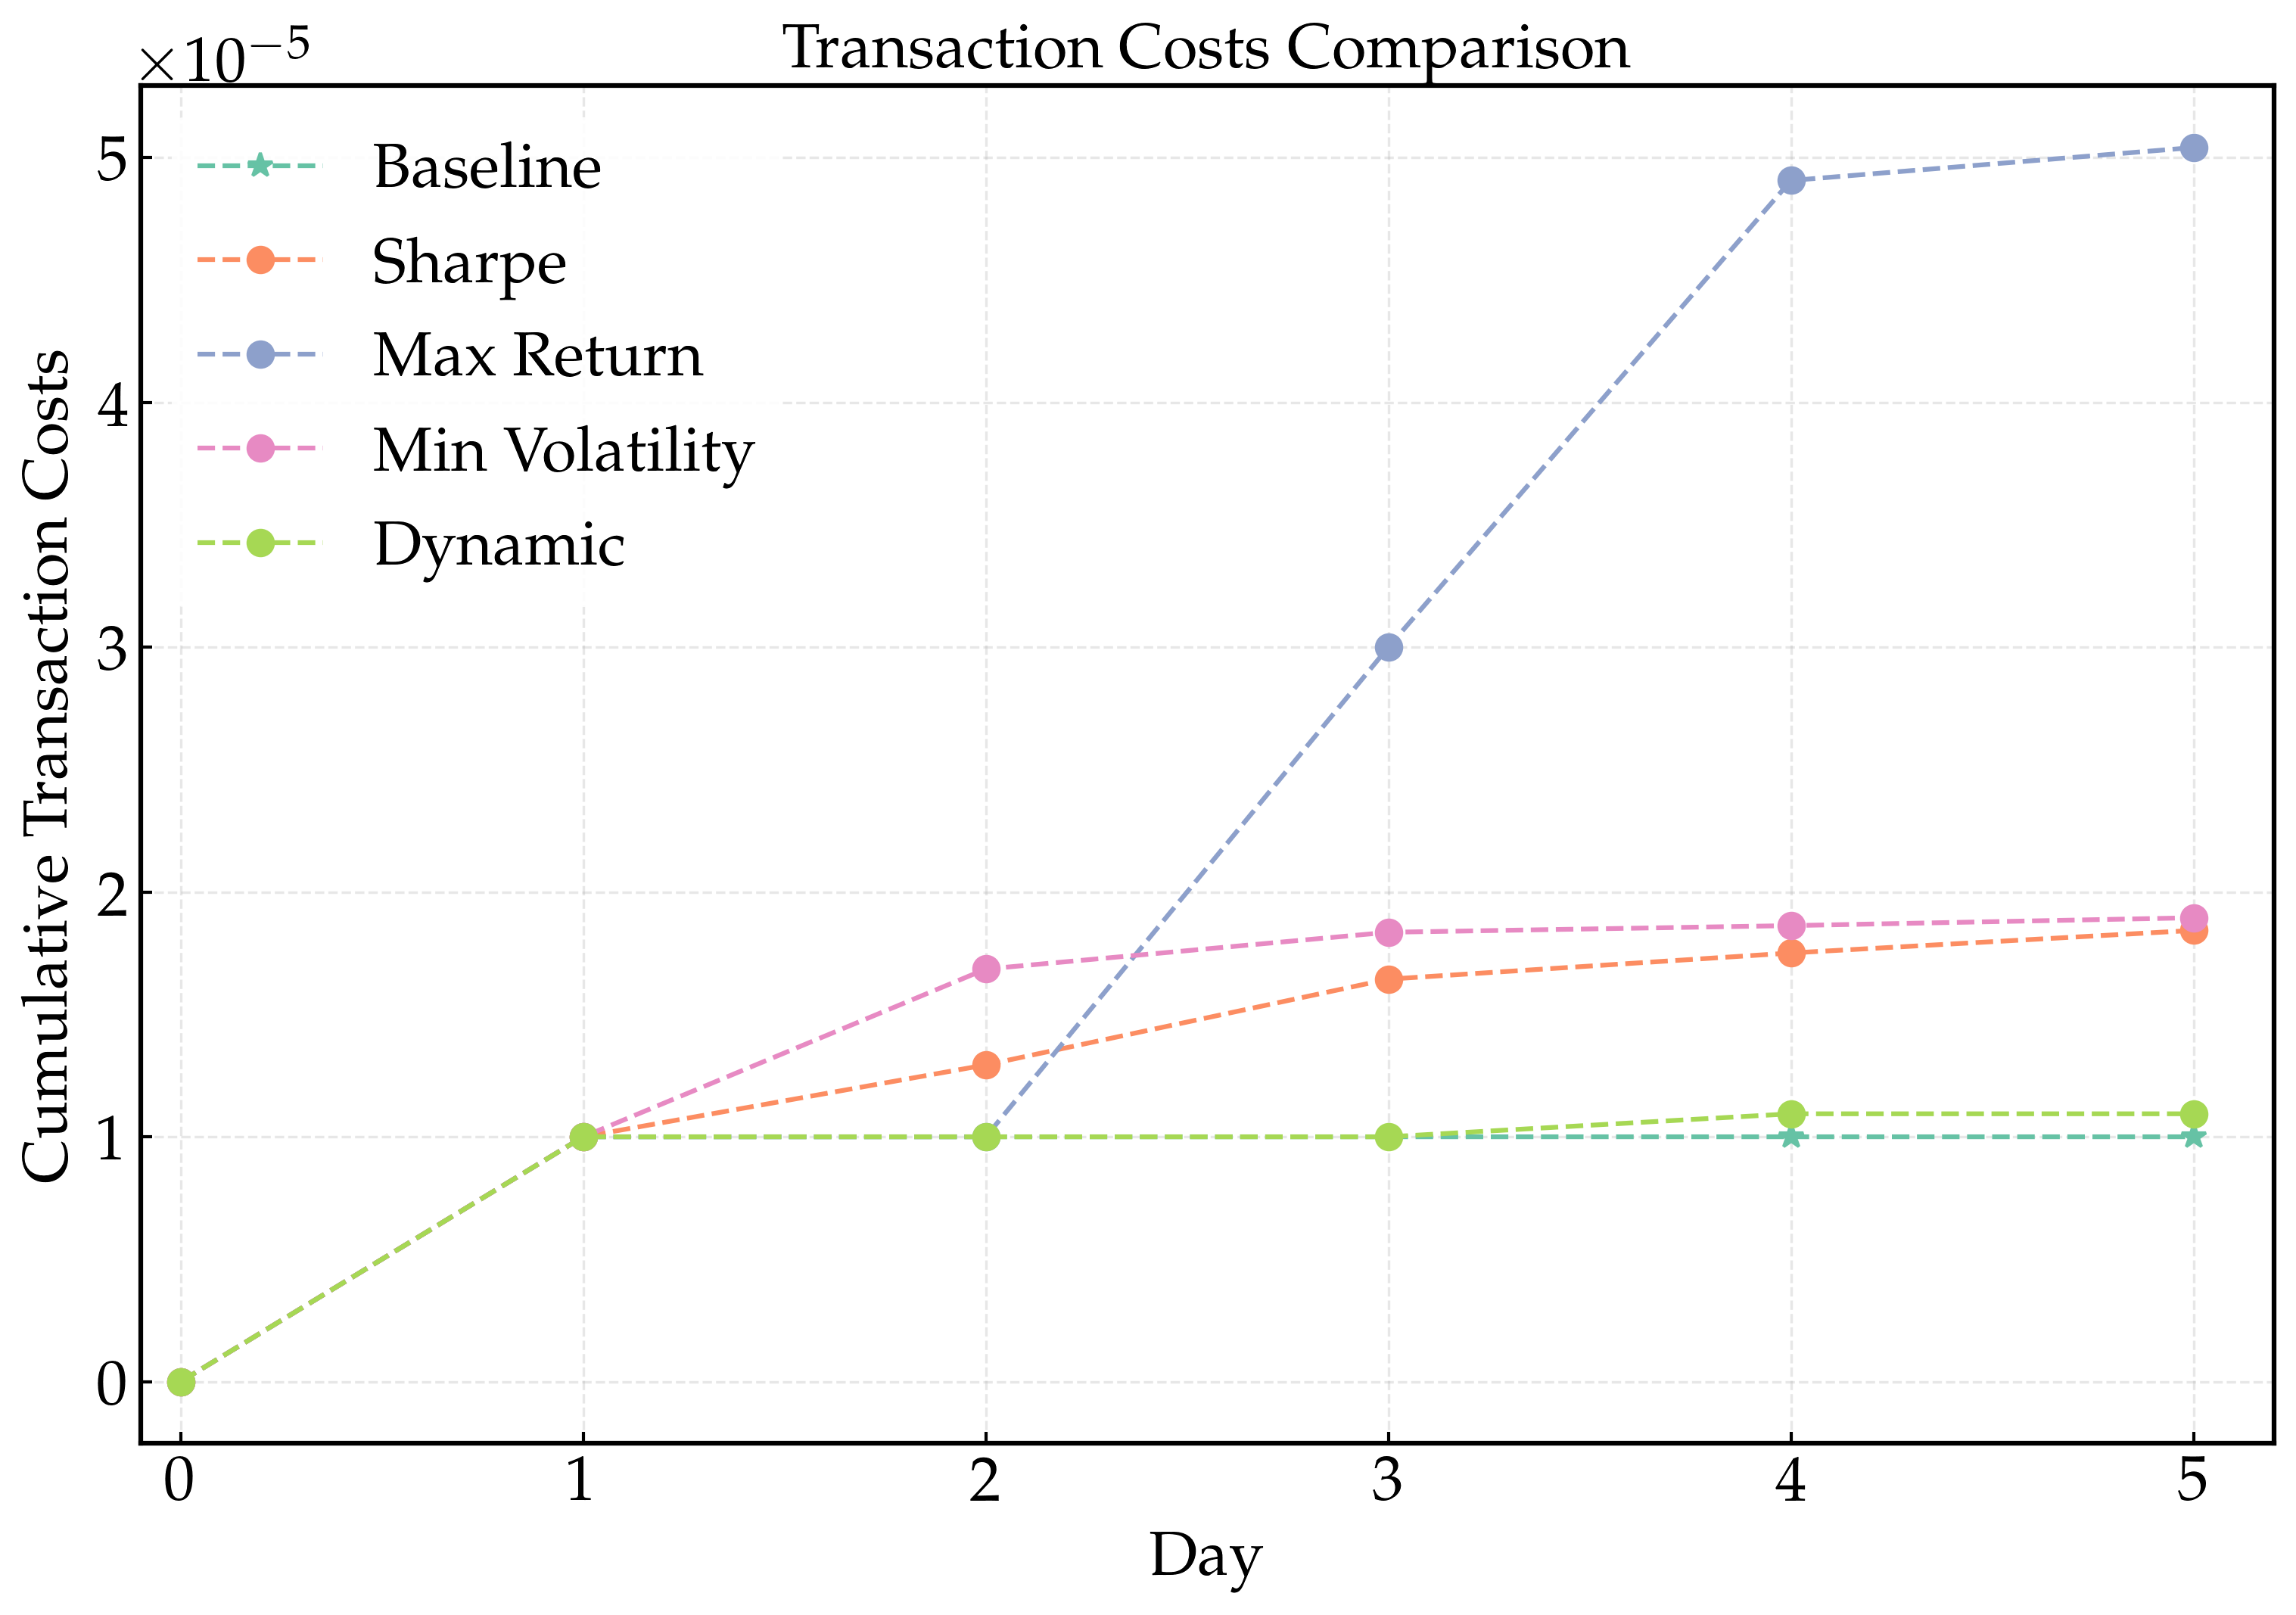 Transaction Costs Comparison
×10⁻⁵
5
4
3
2
1
0
Cumulative Transaction Costs
Baseline
Sharpe
Max Return
Min Volatility
Dynamic
0 1 2 3 4 5
Day